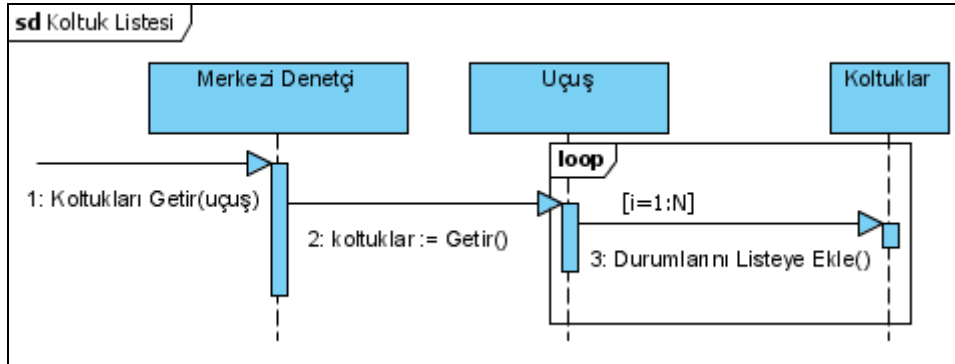 sd Koltuk Listesi
Merkezi Denetçi
Uçuş
Koltuklar
loop
1: Koltukları Getir(uçuş)
[i=1:N]
2: koltuklar := Getir()
3: Durumlarını Listeye Ekle()